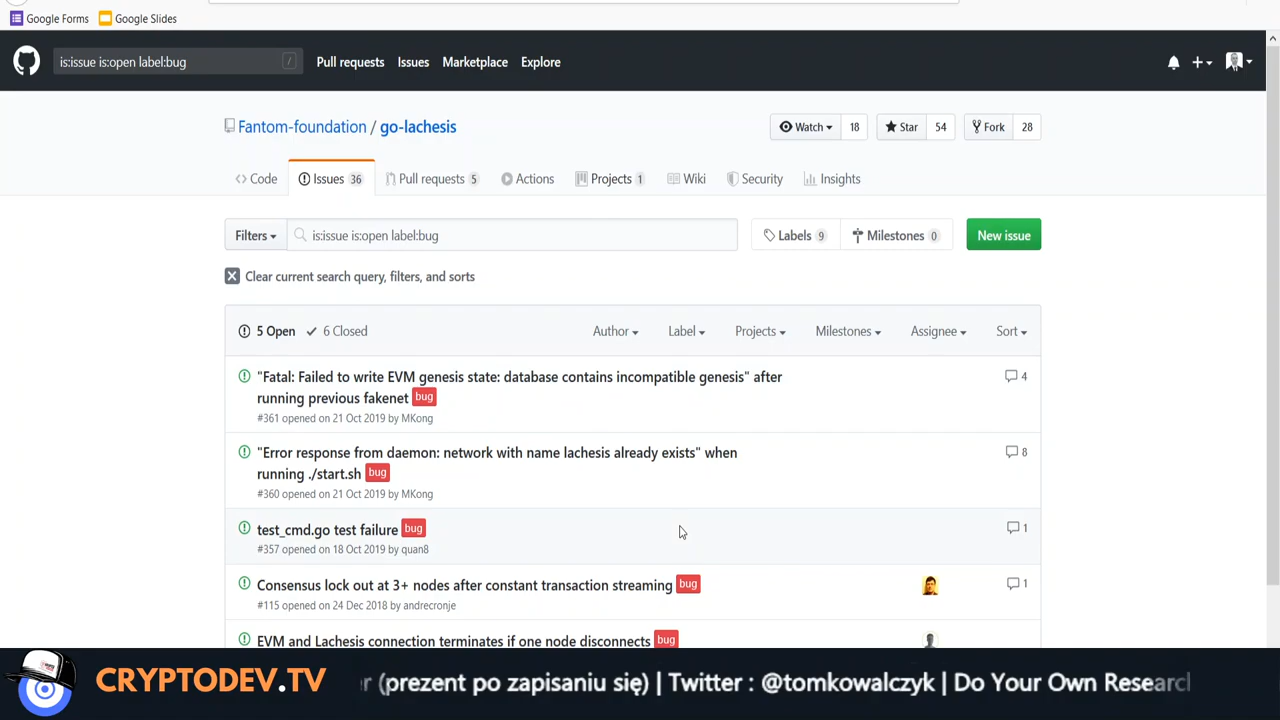 Google Forms Google Slides
is:issue is:open label:bug / Pull requests Issues Marketplace Explore
Fantom-foundation / go-lachesis Watch 18 Star 54 Fork 28
Code Issues 36 Pull requests 5 Actions Projects 1 Wiki Security Insights
Filters is:issue is:open label:bug Labels 9 Milestones 0 New issue
Clear current search query, filters, and sorts
5 Open 6 Closed Author Label Projects Milestones Assignee Sort
"Fatal: Failed to write EVM genesis state: database contains incompatible genesis" after 4
running previous fakenet bug
#361 opened on 21 Oct 2019 by MKong
"Error response from daemon: network with name lachesis already exists" when 8
running ./start.sh bug
#360 opened on 21 Oct 2019 by MKong
test_cmd.go test failure bug 1
#357 opened on 18 Oct 2019 by quan8
Consensus lock out at 3+ nodes after constant transaction streaming bug 1
#115 opened on 24 Dec 2018 by andrecronje
EVM and Lachesis connection terminates if one node disconnects bug
CRYPTODEV.TV (prezent po zapisaniu się) | Twitter : @tomkowalczyk | Do Your Own Research